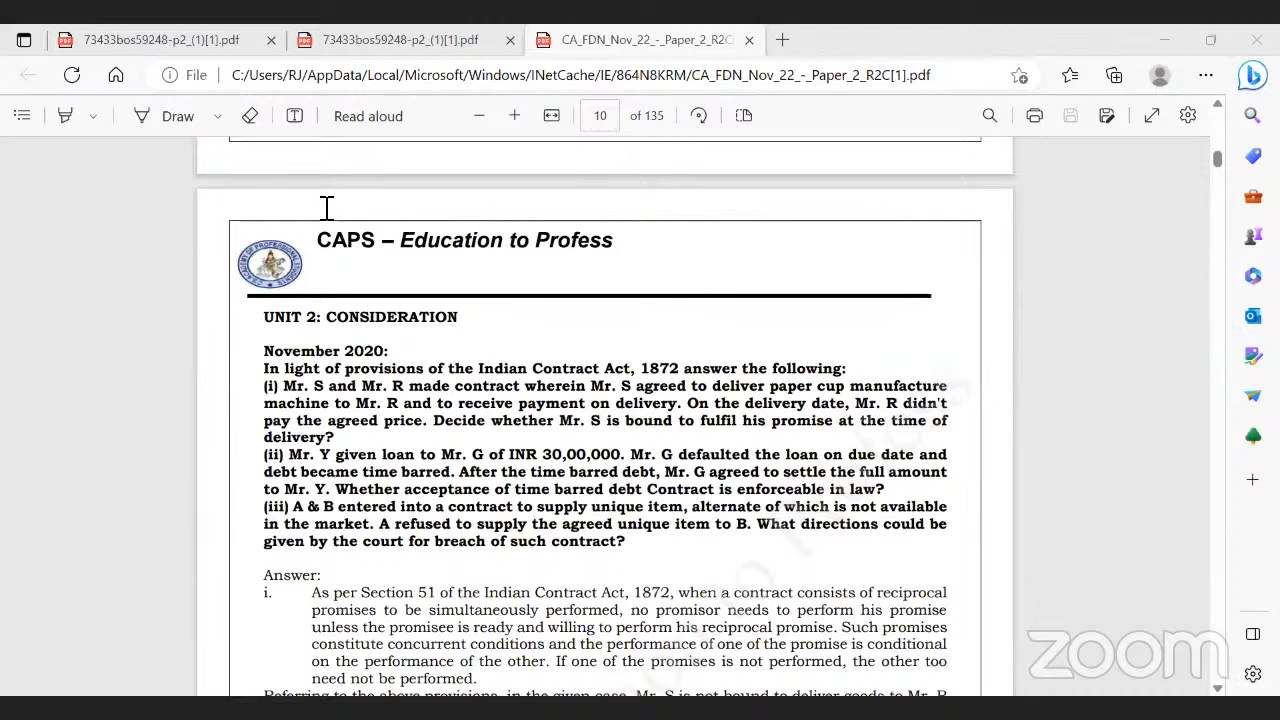 73433bos59248-p2_(1)[1].pdf
73433bos59248-p2_(1)[1].pdf
CA_FDN_Nov_22_-_Paper_2_R2C
File
C:/Users/RJ/AppData/Local/Microsoft/Windows/INetCache/IE/864N8KRM/CA_FDN_Nov_22_-_Paper_2_R2C[1].pdf
Draw
Read aloud
10 of 135
CAPS – Education to Profess
UNIT 2: CONSIDERATION
November 2020:
In light of provisions of the Indian Contract Act, 1872 answer the following:
(i) Mr. S and Mr. R made contract wherein Mr. S agreed to deliver paper cup manufacture
machine to Mr. R and to receive payment on delivery. On the delivery date, Mr. R didn't
pay the agreed price. Decide whether Mr. S is bound to fulfil his promise at the time of
delivery?
(ii) Mr. Y given loan to Mr. G of INR 30,00,000. Mr. G defaulted the loan on due date and
debt became time barred. After the time barred debt, Mr. G agreed to settle the full amount
to Mr. Y. Whether acceptance of time barred debt Contract is enforceable in law?
(iii) A & B entered into a contract to supply unique item, alternate of which is not available
in the market. A refused to supply the agreed unique item to B. What directions could be
given by the court for breach of such contract?
Answer:
i. As per Section 51 of the Indian Contract Act, 1872, when a contract consists of reciprocal
promises to be simultaneously performed, no promisor needs to perform his promise
unless the promisee is ready and willing to perform his reciprocal promise. Such promises
constitute concurrent conditions and the performance of one of the promise is conditional
on the performance of the other. If one of the promises is not performed, the other too
need not be performed.
Referring to the above provisions, in the given case, Mr. S is not bound to deliver goods to Mr. R
zoom